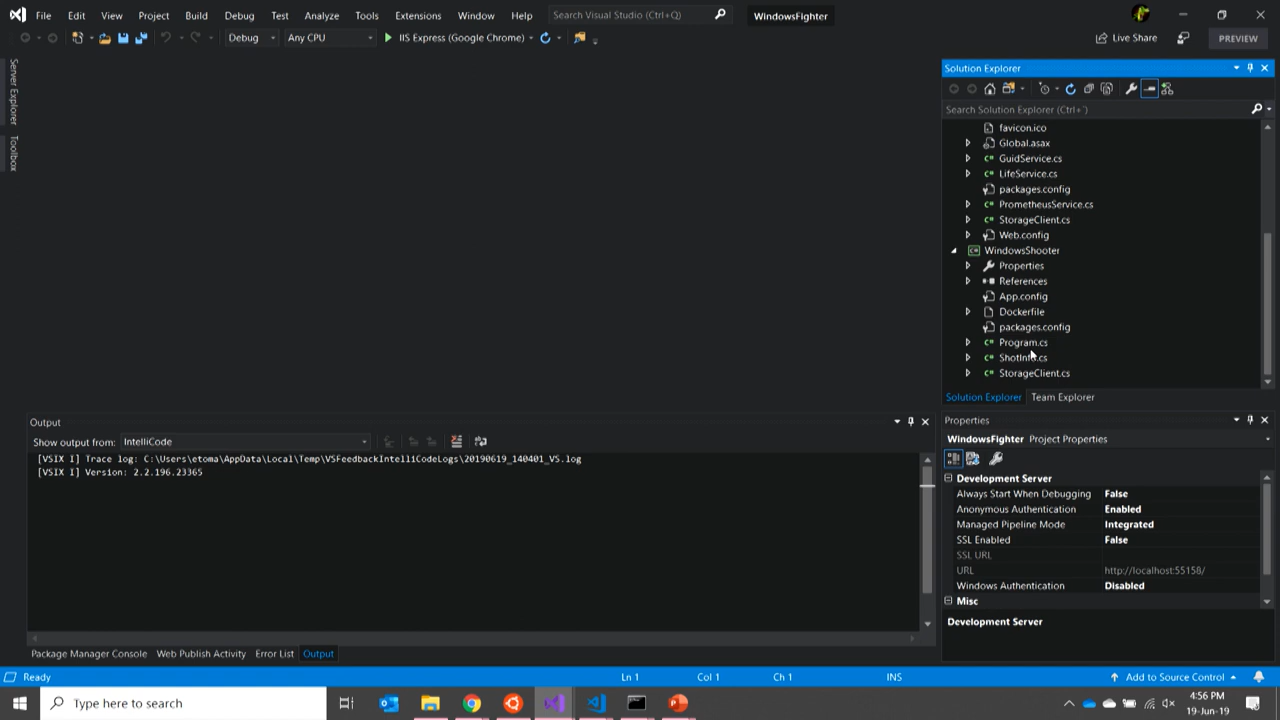 File Edit View Project Build Debug Test Analyze Tools Extensions Window Help Search Visual Studio (Ctrl+Q) WindowsFighter
Debug Any CPU IIS Express (Google Chrome) Live Share PREVIEW
Server Explorer
Toolbox
Solution Explorer
Search Solution Explorer (Ctrl+¨)
favicon.ico
Global.asax
GuidService.cs
LifeService.cs
packages.config
PrometheusService.cs
StorageClient.cs
Web.config
WindowsShooter
Properties
References
App.config
Dockerfile
packages.config
Program.cs
ShotInfo.cs
StorageClient.cs
Solution Explorer Team Explorer
Output
Show output from: IntelliCode
[VSIX I] Trace log: C:\Users\etoma\AppData\Local\Temp\VSFeedbackIntelliCodeLogs\20190619_140401_VS.log
[VSIX I] Version: 2.2.196.23365
Properties
WindowsFighter Project Properties
Development Server
Always Start When Debugging False
Anonymous Authentication Enabled
Managed Pipeline Mode Integrated
SSL Enabled False
SSL URL
URL http://localhost:55158/
Windows Authentication Disabled
Misc
Development Server
Package Manager Console Web Publish Activity Error List Output
Ready Ln 1 Col 1 Ch 1 INS Add to Source Control
Type here to search
4:56 PM
19-Jun-19